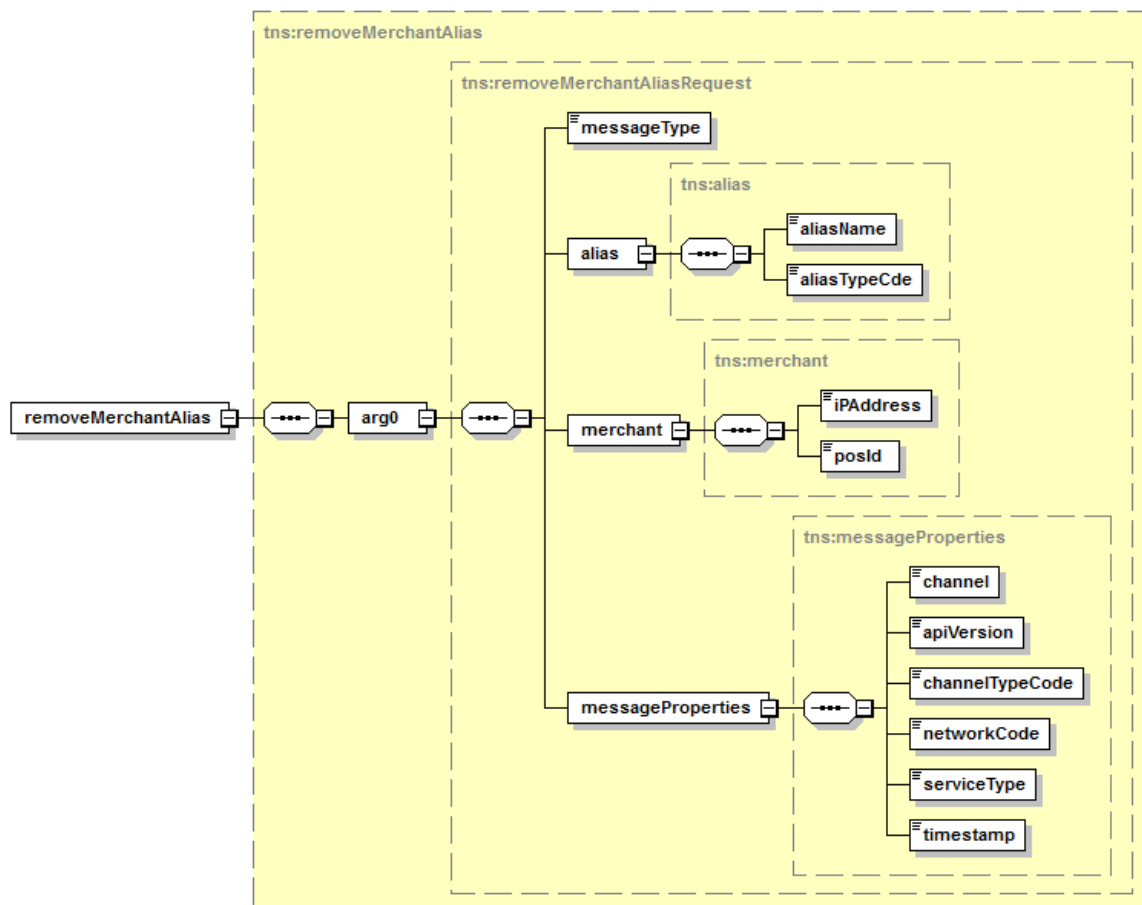 tns:removeMerchantAlias
tns:removeMerchantAliasRequest
messageType
tns:alias
aliasName
alias
aliasTypeCde
tns:merchant
iPAddress
removeMerchantAlias
arg0
merchant
posId
tns:messageProperties
channel
apiVersion
channelTypeCode
messageProperties
networkCode
serviceType
timestamp